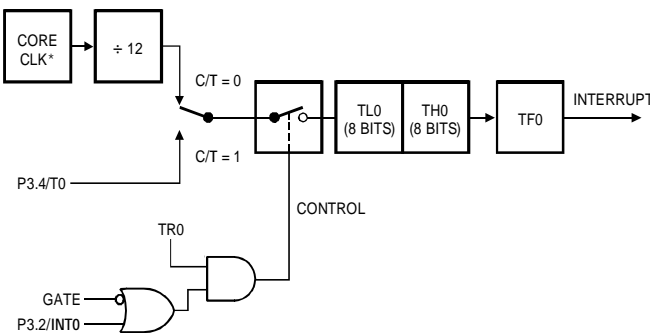 CORE
CLK*
÷ 12
C/T = 0
C/T = 1
TL0
(8 BITS)
TH0
(8 BITS)
TF0
INTERRUPT
P3.4/T0
CONTROL
TR0
GATE
P3.2/INT0